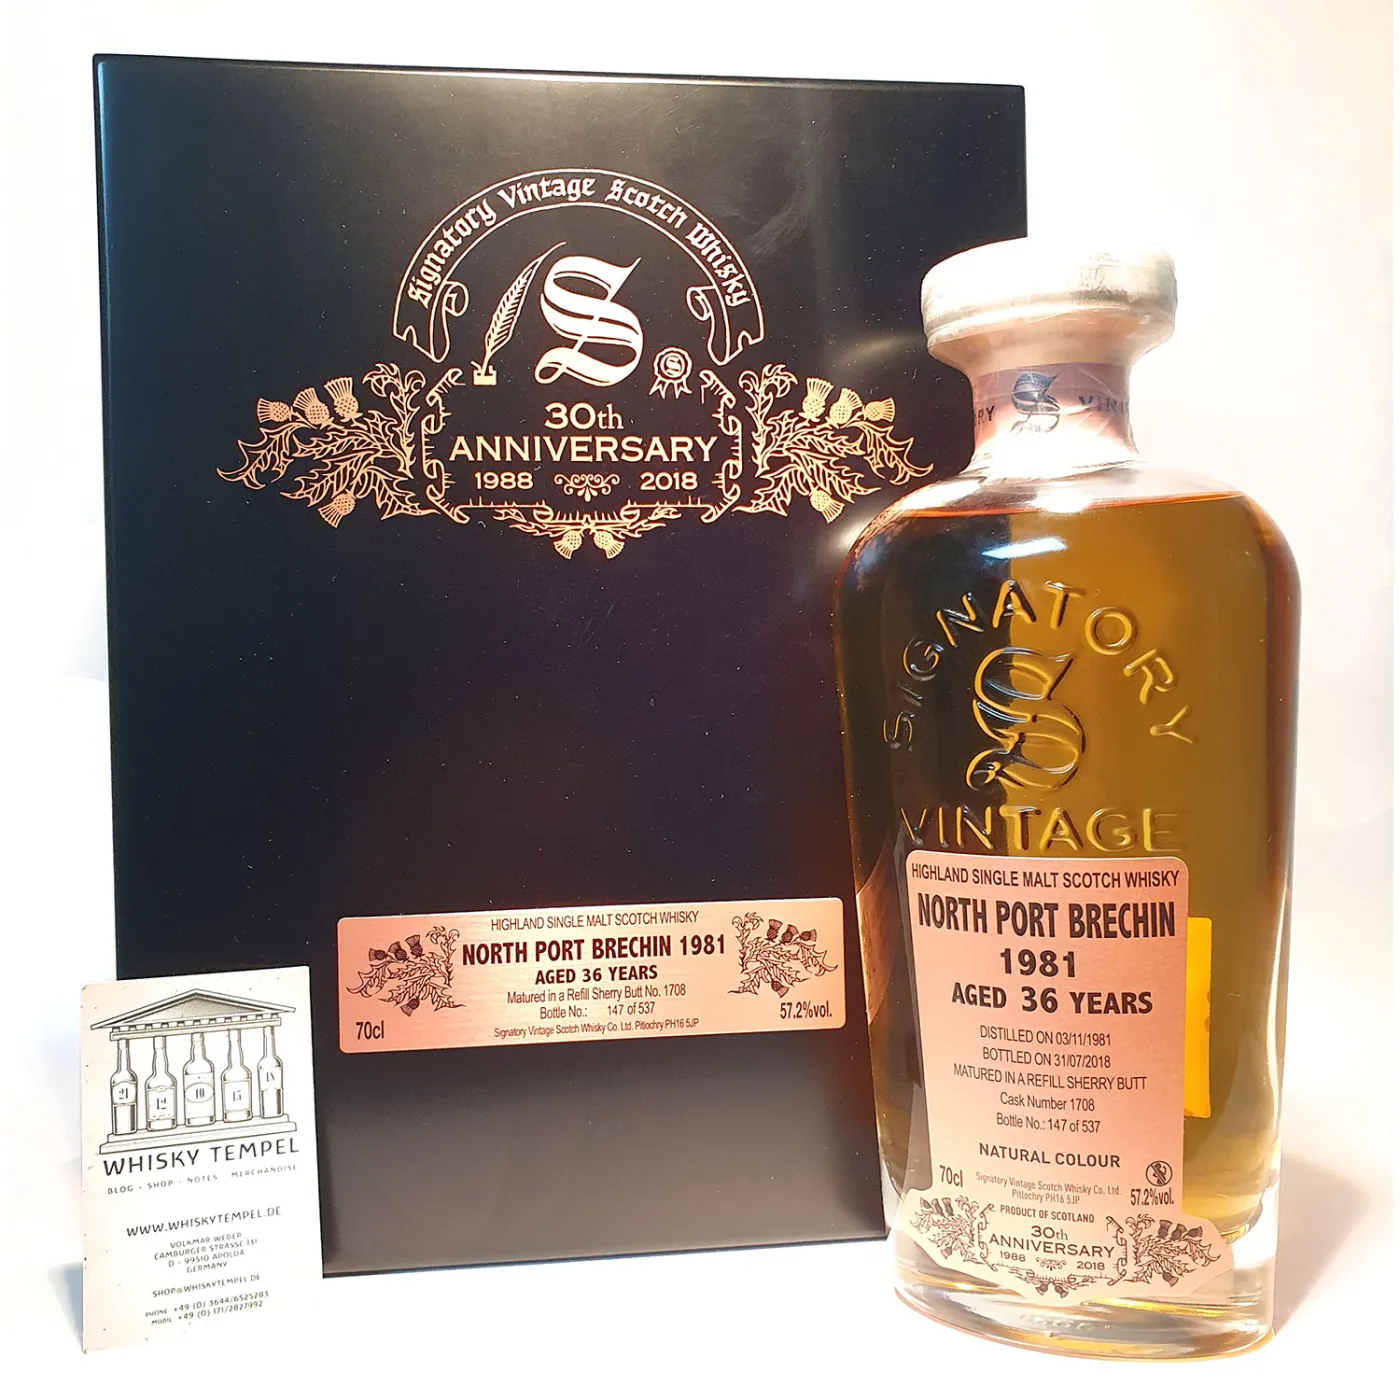 Signatory Vintage Scotch Whisky
S
S
30th
ANNIVERSARY
1988 2018
HIGHLAND SINGLE MALT SCOTCH WHISKY
NORTH PORT BRECHIN 1981
AGED 36 YEARS
Matured in a Refill Sherry Butt No. 1708
Bottle No.: 147 of 537
70cl
57.2%vol.
Signatory Vintage Scotch Whisky Co. Ltd. Pitlochry PH16 5JP
21
12
10
15
18
WHISKY TEMPEL
BLOG - SHOP - NOTES MERCHANDISE
WWW.WHISKYTEMPEL.DE
VOLKMAR WEBER
CAMBURGER STRASSE 131
D - 99510 APOLDA
GERMANY
SHOP@WHISKYTEMPEL.DE
PHONE +49 (0) 3644/6525283
MOBIL +49 (0) 171/2827992
S
SIGNATORY
S
VINTAGE
HIGHLAND SINGLE MALT SCOTCH WHISKY
NORTH PORT BRECHIN
1981
AGED 36 YEARS
DISTILLED ON 03/11/1981
BOTTLED ON 31/07/2018
MATURED IN A REFILL SHERRY BUTT
Cask Number 1708
Bottle No.: 147 of 537
NATURAL COLOUR
70cl
Signatory Vintage Scotch Whisky Co. Ltd.
Pitlochry PH16 5JP
57.2%vol.
PRODUCT OF SCOTLAND
30th
ANNIVERSARY
1988 2018